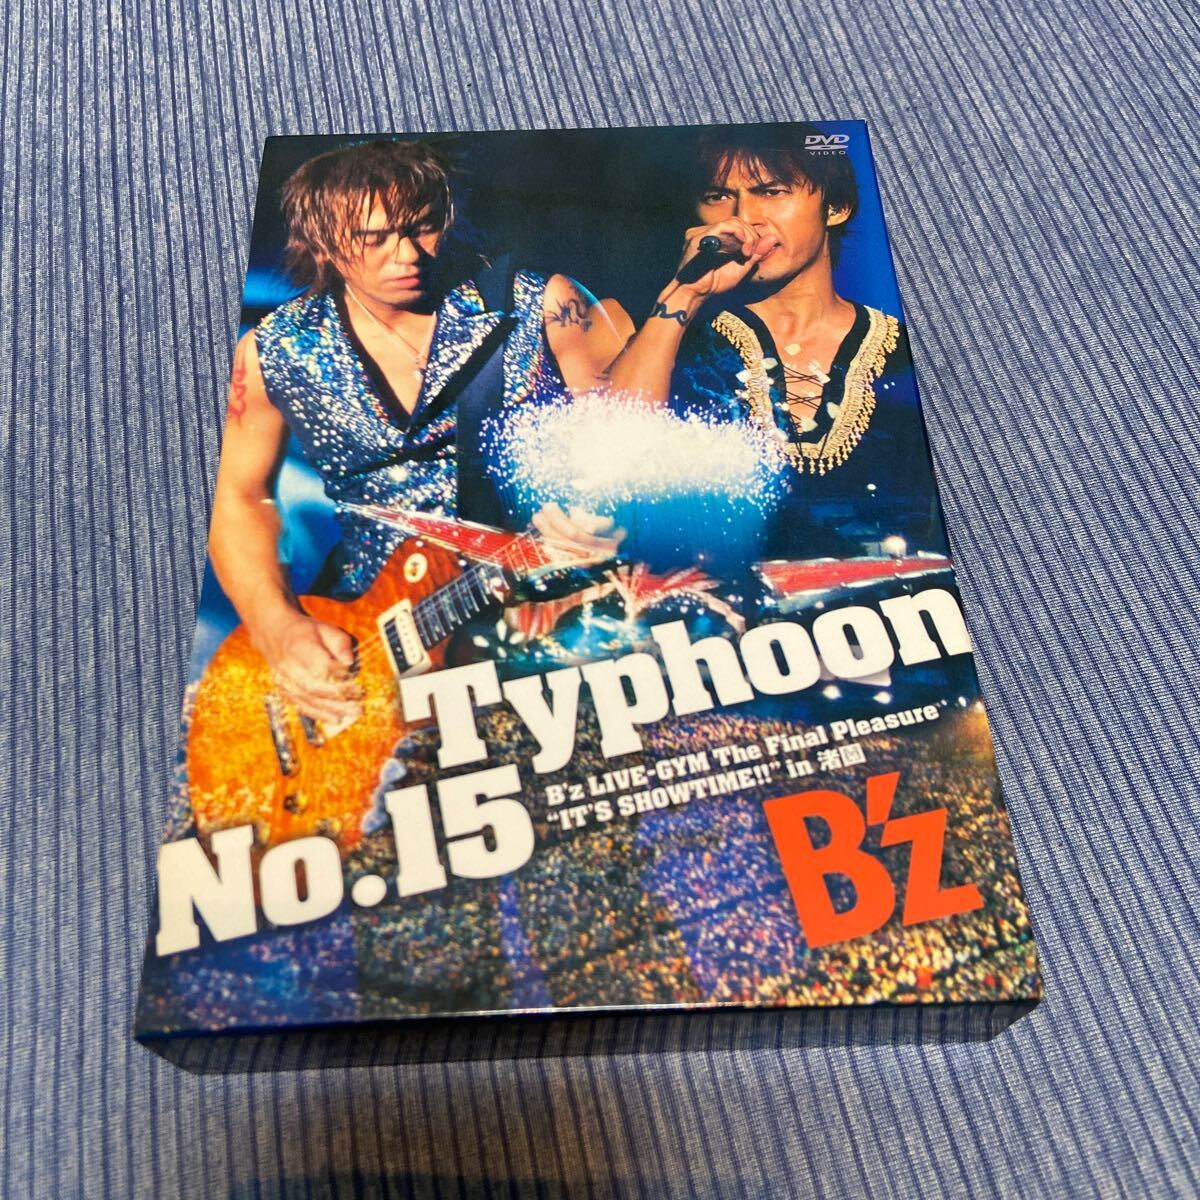 DVD
VIDEO
Typhoon
No.15
B'z LIVE-GYM The Final Pleasure
"IT'S SHOWTIME!!" in 渚園
B'z